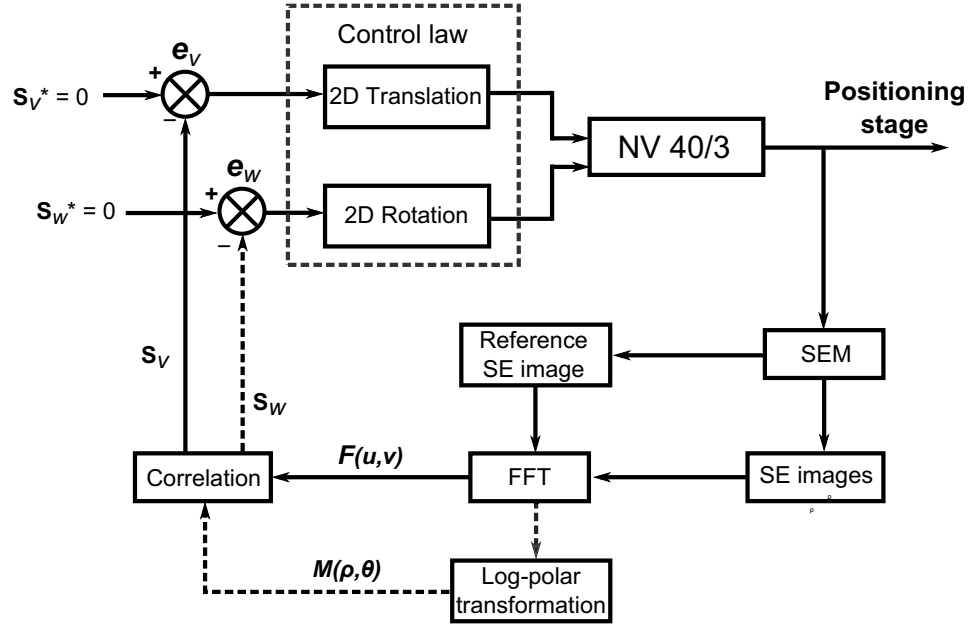 Control law
e_V
S_V* = 0
+
−
2D Translation
Positioning
stage
NV 40/3
e_W
S_W* = 0
+
−
2D Rotation
S_V
S_W
Reference
SE image
SEM
Correlation
F(u,v)
FFT
SE images
ρ
ρ
M(ρ,θ)
Log-polar
transformation